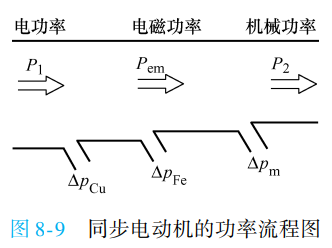 电功率 电磁功率 机械功率
P1 Pem P2
ΔpCu ΔpFe Δpm
图 8-9 同步电动机的功率流程图